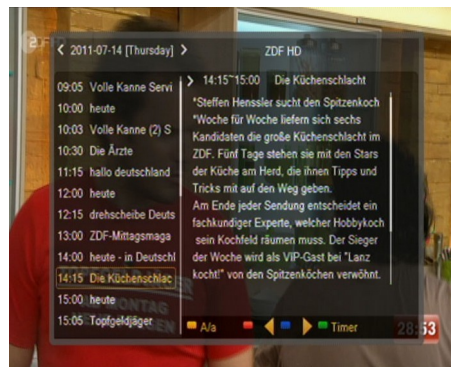 ZDF
< 2011-07-14 [Thursday] >
ZDF HD
09:05 Volle Kanne Servi
10:00 heute
10:03 Volle Kanne (2) S
10:30 Die Ärzte
11:15 hallo deutschland
12:00 heute
12:15 drehscheibe Deuts
13:00 ZDF-Mittagsmaga
14:00 heute - in Deutschl
14:15 Die Küchenschlac
15:00 heute
15:05 Topfgeldjäger
> 14:15~15:00 Die Küchenschlacht
*Steffen Henssler sucht den Spitzenkoch
*Woche für Woche liefern sich sechs
Kandidaten die große Küchenschlacht im
ZDF. Fünf Tage stehen sie mit den Stars
der Küche am Herd, die ihnen Tipps und
Tricks mit auf den Weg geben.
Am Ende jeder Sendung entscheidet ein
fachkundiger Experte, welcher Hobbykoch
sein Kochfeld räumen muss. Der Sieger
der Woche wird als VIP-Gast bei "Lanz
kocht!" von den Spitzenköchen verwöhnt.
MONTAG
A/a
Timer
28:53